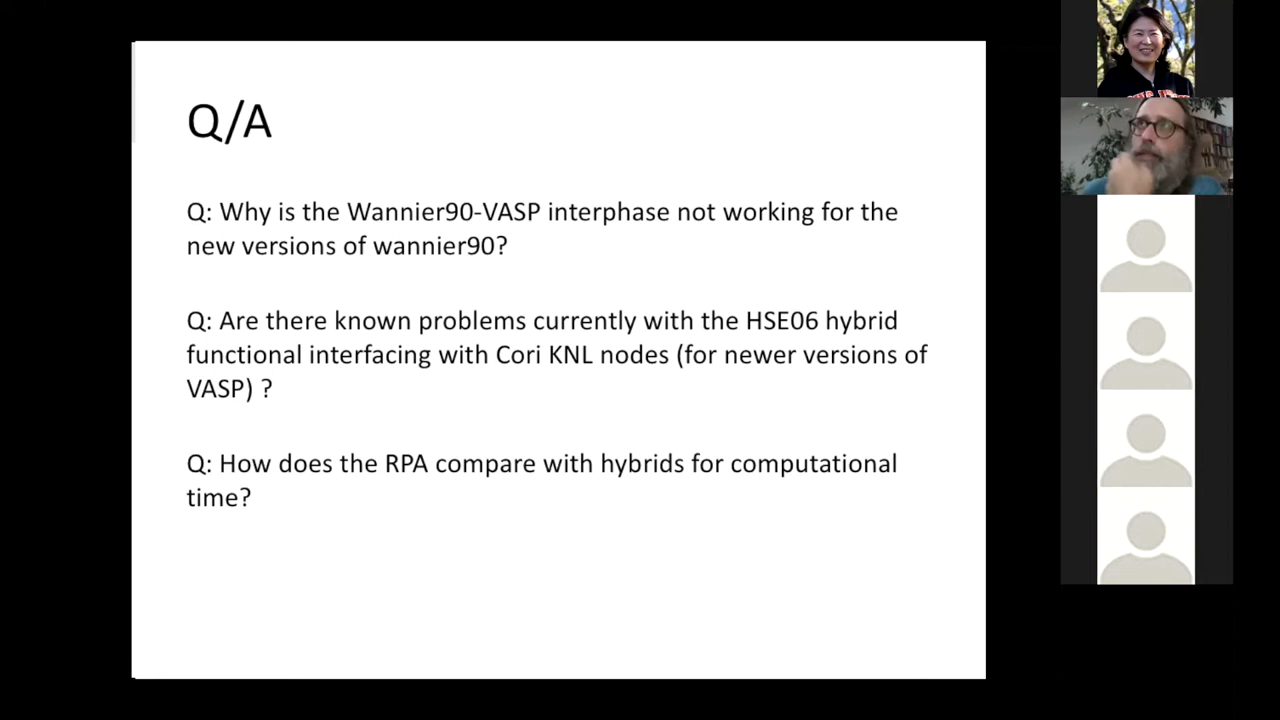 Q/A
Q: Why is the Wannier90-VASP interphase not working for the
new versions of wannier90?
Q: Are there known problems currently with the HSE06 hybrid
functional interfacing with Cori KNL nodes (for newer versions of
VASP) ?
Q: How does the RPA compare with hybrids for computational
time?